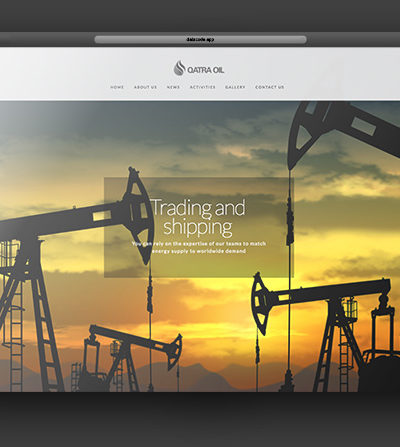 datacode.app
QATRA OIL
HOME ABOUT US NEWS ACTIVITIES GALLERY CONTACT US
Trading and
shipping
You can rely on the expertise of our teams to match
energy supply to worldwide demand